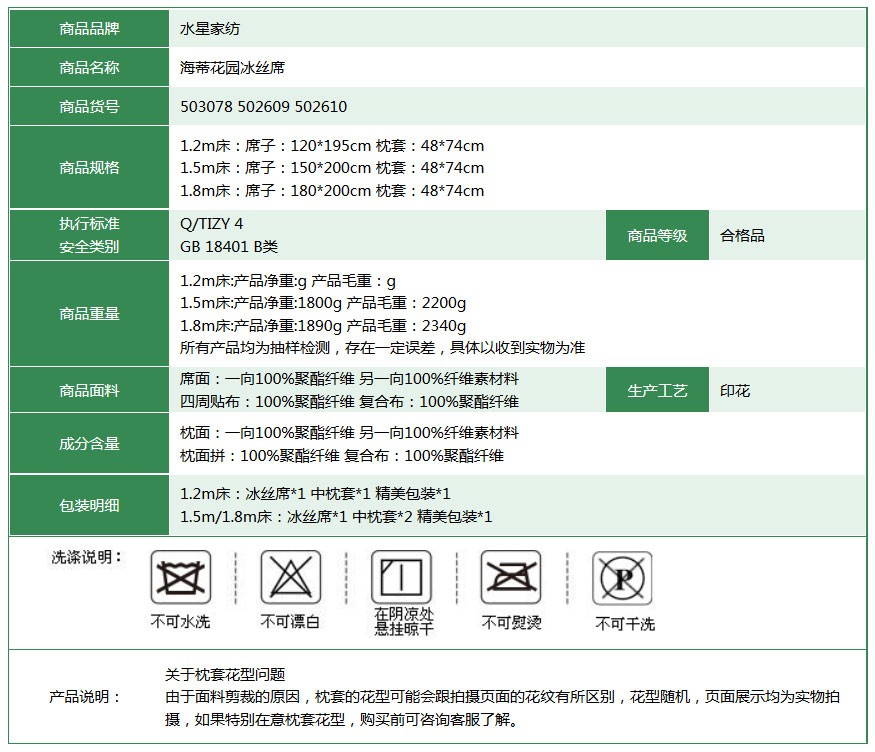 商品品牌 水星家纺
商品名称 海蒂花园冰丝席
商品货号 503078 502609 502610
商品规格
1.2m床：席子：120*195cm 枕套：48*74cm
1.5m床：席子：150*200cm 枕套：48*74cm
1.8m床：席子：180*200cm 枕套：48*74cm
执行标准 Q/TIZY 4
安全类别 GB 18401 B类
商品等级 合格品
商品重量
1.2m床:产品净重:g 产品毛重：g
1.5m床:产品净重:1800g 产品毛重：2200g
1.8m床:产品净重:1890g 产品毛重：2340g
所有产品均为抽样检测，存在一定误差，具体以收到实物为准
商品面料
席面：一向100%聚酯纤维 另一向100%纤维素材料
四周贴布：100%聚酯纤维 复合布：100%聚酯纤维
生产工艺 印花
成分含量
枕面：一向100%聚酯纤维 另一向100%纤维素材料
枕面拼：100%聚酯纤维 复合布：100%聚酯纤维
包装明细
1.2m床：冰丝席*1 中枕套*1 精美包装*1
1.5m/1.8m床：冰丝席*1 中枕套*2 精美包装*1
洗涤说明：
P
不可水洗
不可漂白
在阴凉处
悬挂晾干
不可熨烫
不可干洗
产品说明：
关于枕套花型问题
由于面料剪裁的原因，枕套的花型可能会跟拍摄页面的花纹有所区别，花型随机，页面展示均为实物拍
摄，如果特别在意枕套花型，购买前可咨询客服了解。